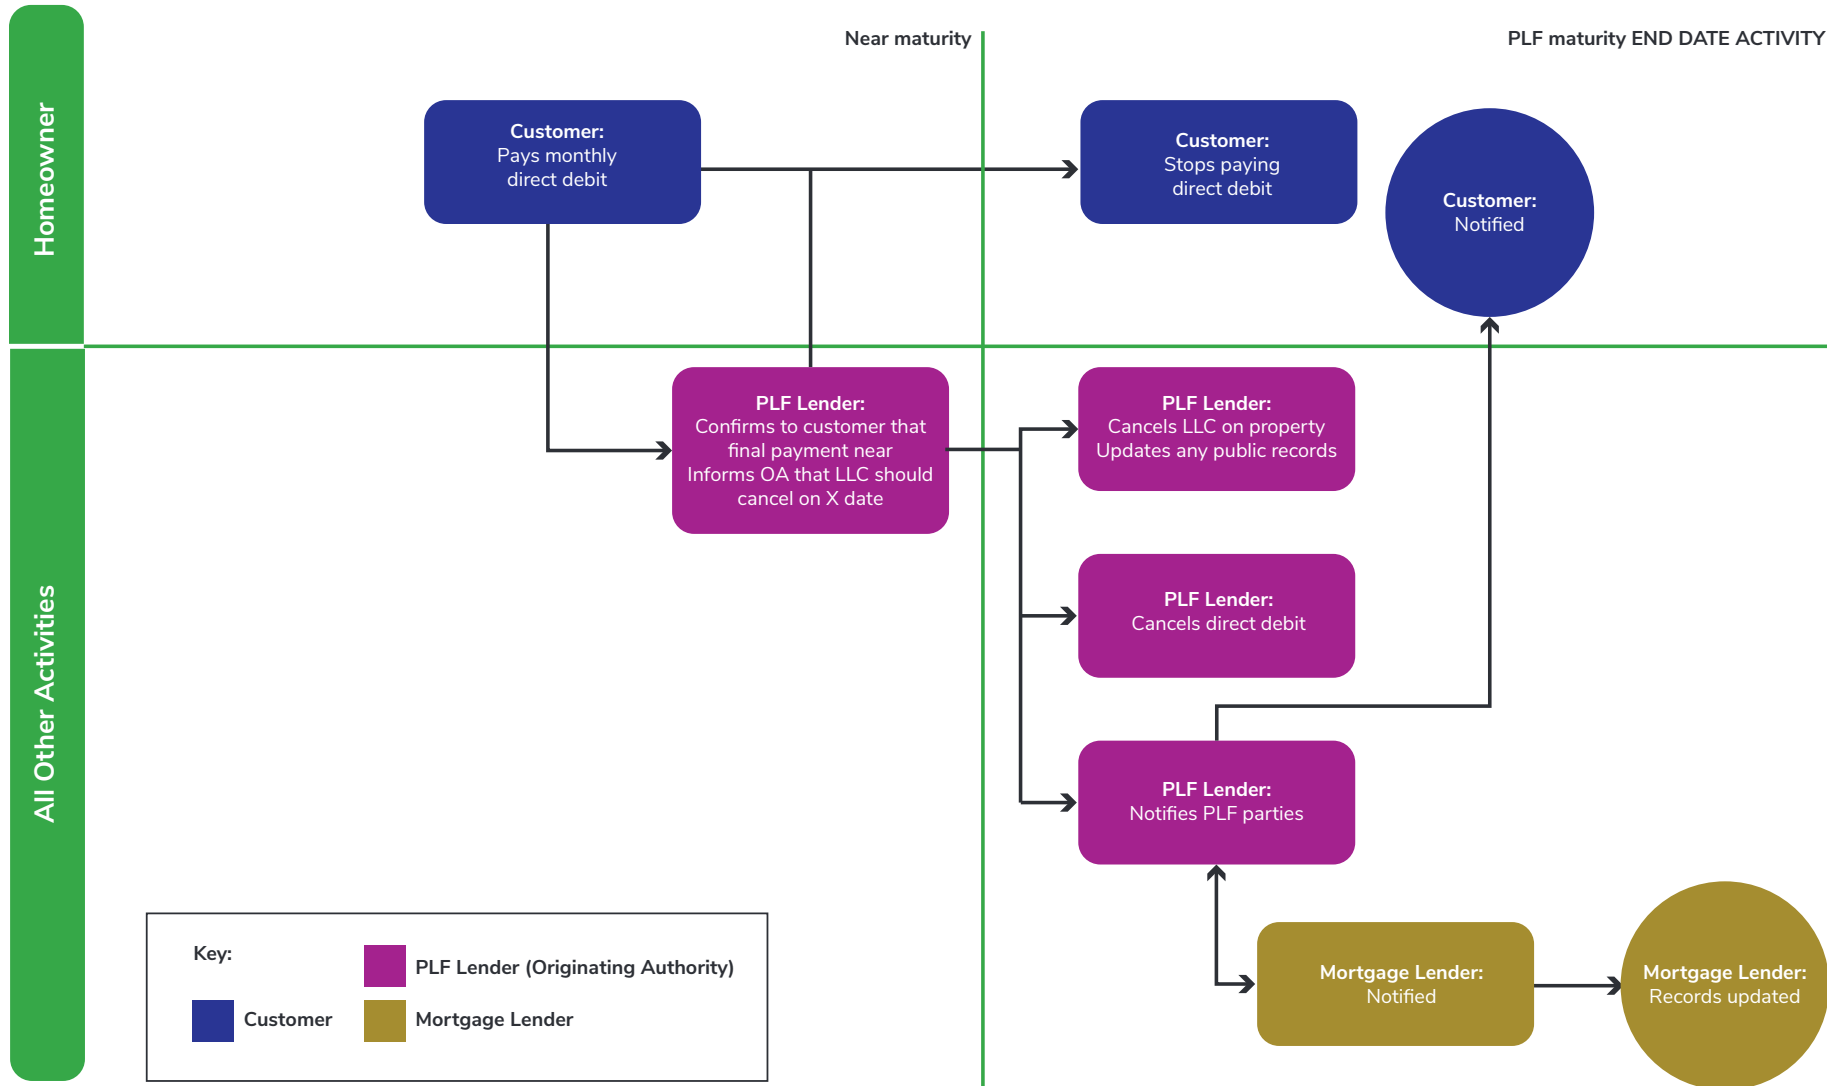 Near maturity
PLF maturity END DATE ACTIVITY
Homeowner
Customer:
Pays monthly
direct debit
Customer:
Stops paying
direct debit
Customer:
Notified
All Other Activities
PLF Lender:
Confirms to customer that
final payment near
Informs OA that LLC should
cancel on X date
PLF Lender:
Cancels LLC on property
Updates any public records
PLF Lender:
Cancels direct debit
PLF Lender:
Notifies PLF parties
Mortgage Lender:
Notified
Mortgage Lender:
Records updated
Key:
PLF Lender (Originating Authority)
Customer
Mortgage Lender